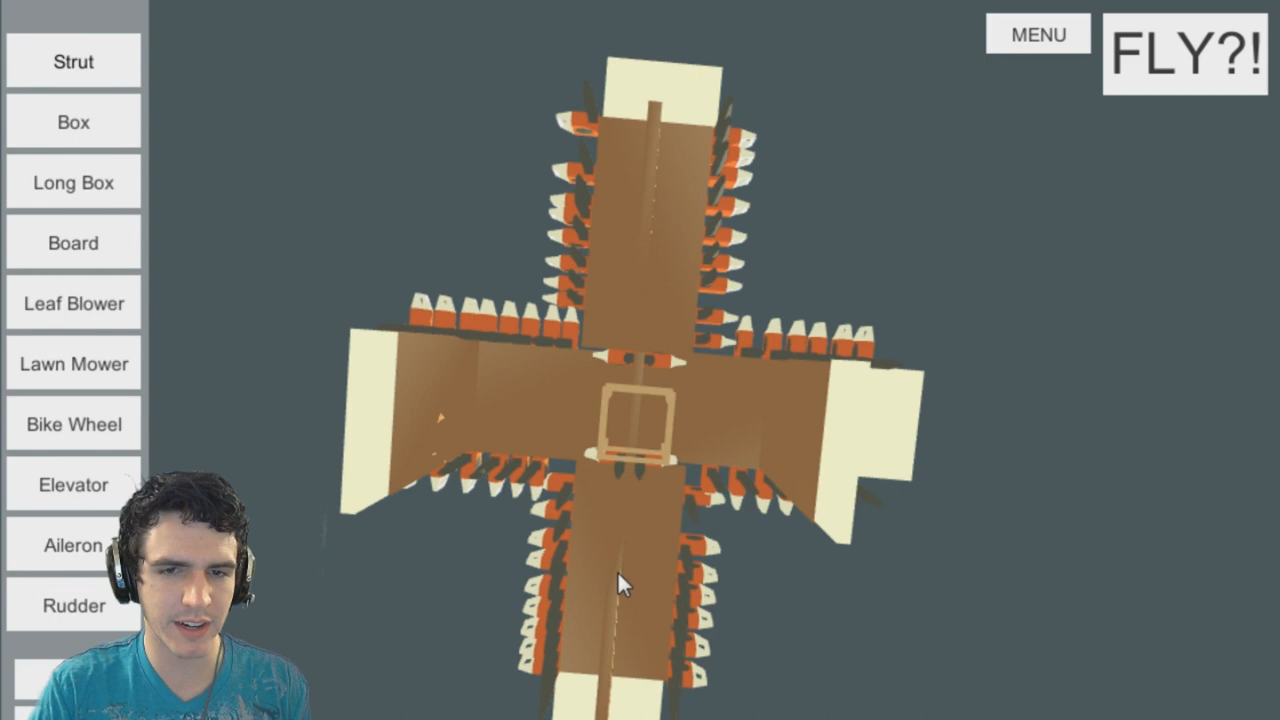 Strut
Box
Long Box
Board
Leaf Blower
Lawn Mower
Bike Wheel
Elevator
Aileron
Rudder
MENU
FLY?!